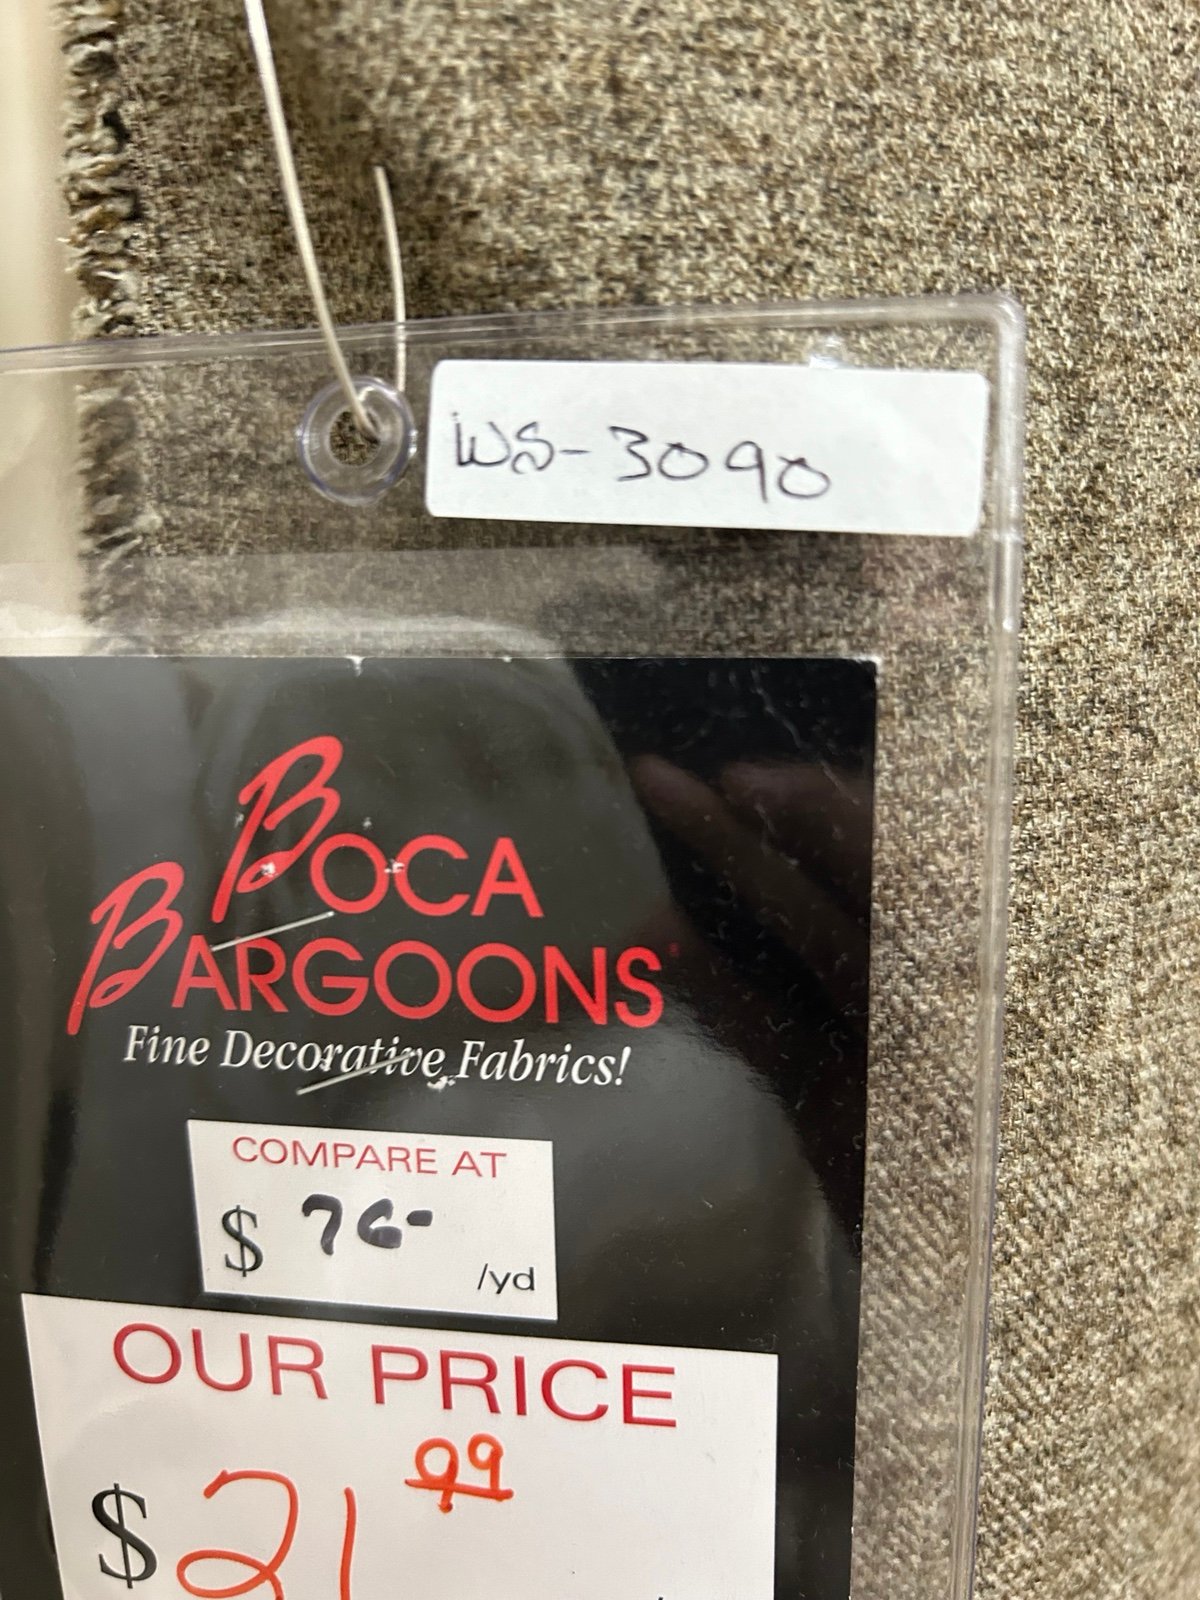 WS-3090
BOCA
BARGOONS
Fine Decorative Fabrics!
COMPARE AT
$ 76-
/yd
OUR PRICE
$21 99